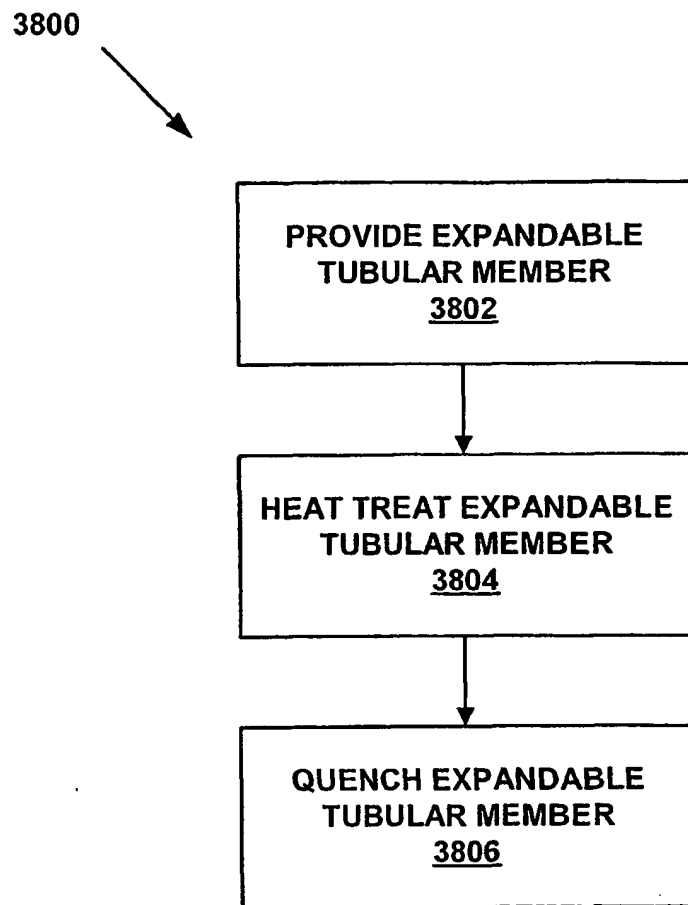 3800
PROVIDE EXPANDABLE
TUBULAR MEMBER
3802
HEAT TREAT EXPANDABLE
TUBULAR MEMBER
3804
QUENCH EXPANDABLE
TUBULAR MEMBER
3806